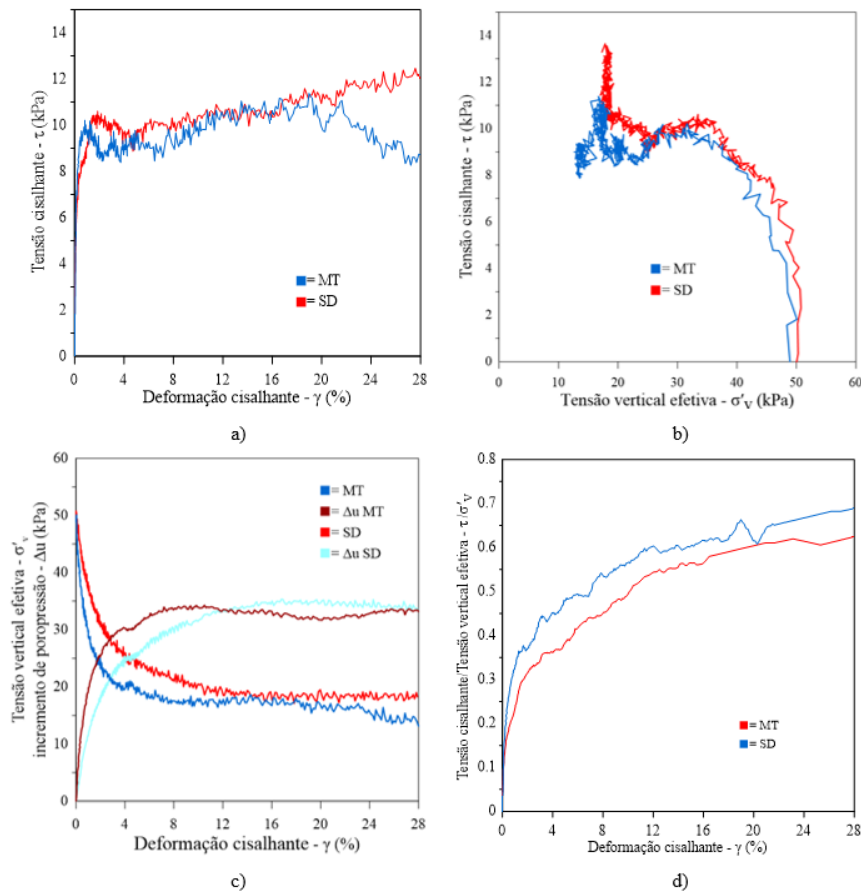 14
12
10
8
6
4
2
0
Tensão cisalhante - τ (kPa)
= MT
= SD
0 4 8 12 16 20 24 28
Deformação cisalhante - γ (%)
a)
14
12
10
8
6
4
2
0
Tensão cisalhante - τ (kPa)
= MT
= SD
0 10 20 30 40 50 60
Tensão vertical efetiva - σ'V (kPa)
b)
60
50
40
30
20
10
0
Tensão vertical efetiva - σ'v
incremento de poropressão - Δu (kPa)
= MT
= Δu MT
= SD
= Δu SD
0 4 8 12 16 20 24 28
Deformação cisalhante - γ (%)
c)
0.8
0.7
0.6
0.5
0.4
0.3
0.2
0.1
0
Tensão cisalhante/Tensão vertical efetiva - τ/σ'V
= MT
= SD
0 4 8 12 16 20 24 28
Deformação cisalhante - γ (%)
d)